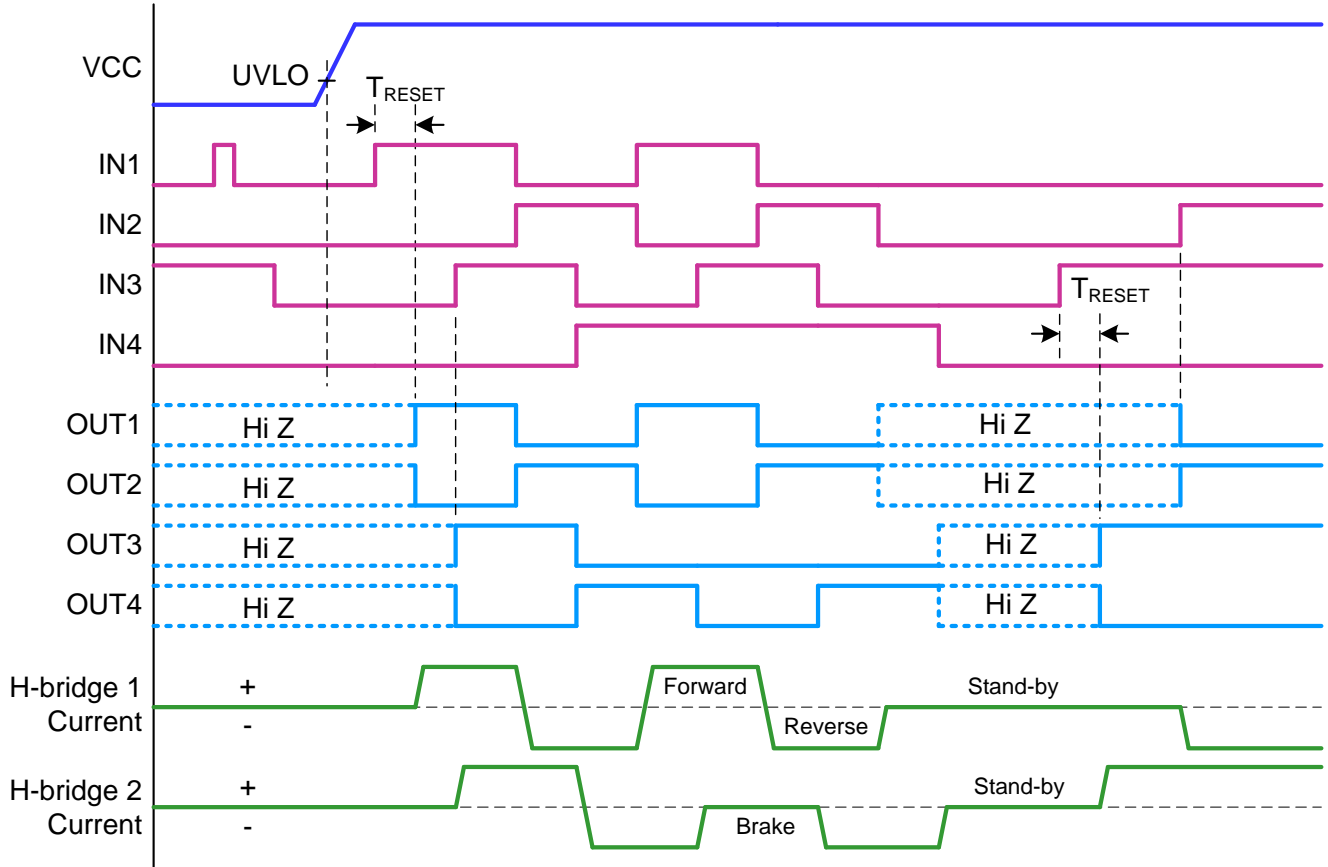 VCC
UVLO
TRESET
IN1
IN2
IN3
TRESET
IN4
OUT1
Hi Z
Hi Z
OUT2
Hi Z
Hi Z
OUT3
Hi Z
Hi Z
OUT4
Hi Z
Hi Z
H-bridge 1
Current
+
-
Forward
Reverse
Stand-by
H-bridge 2
Current
+
-
Brake
Stand-by